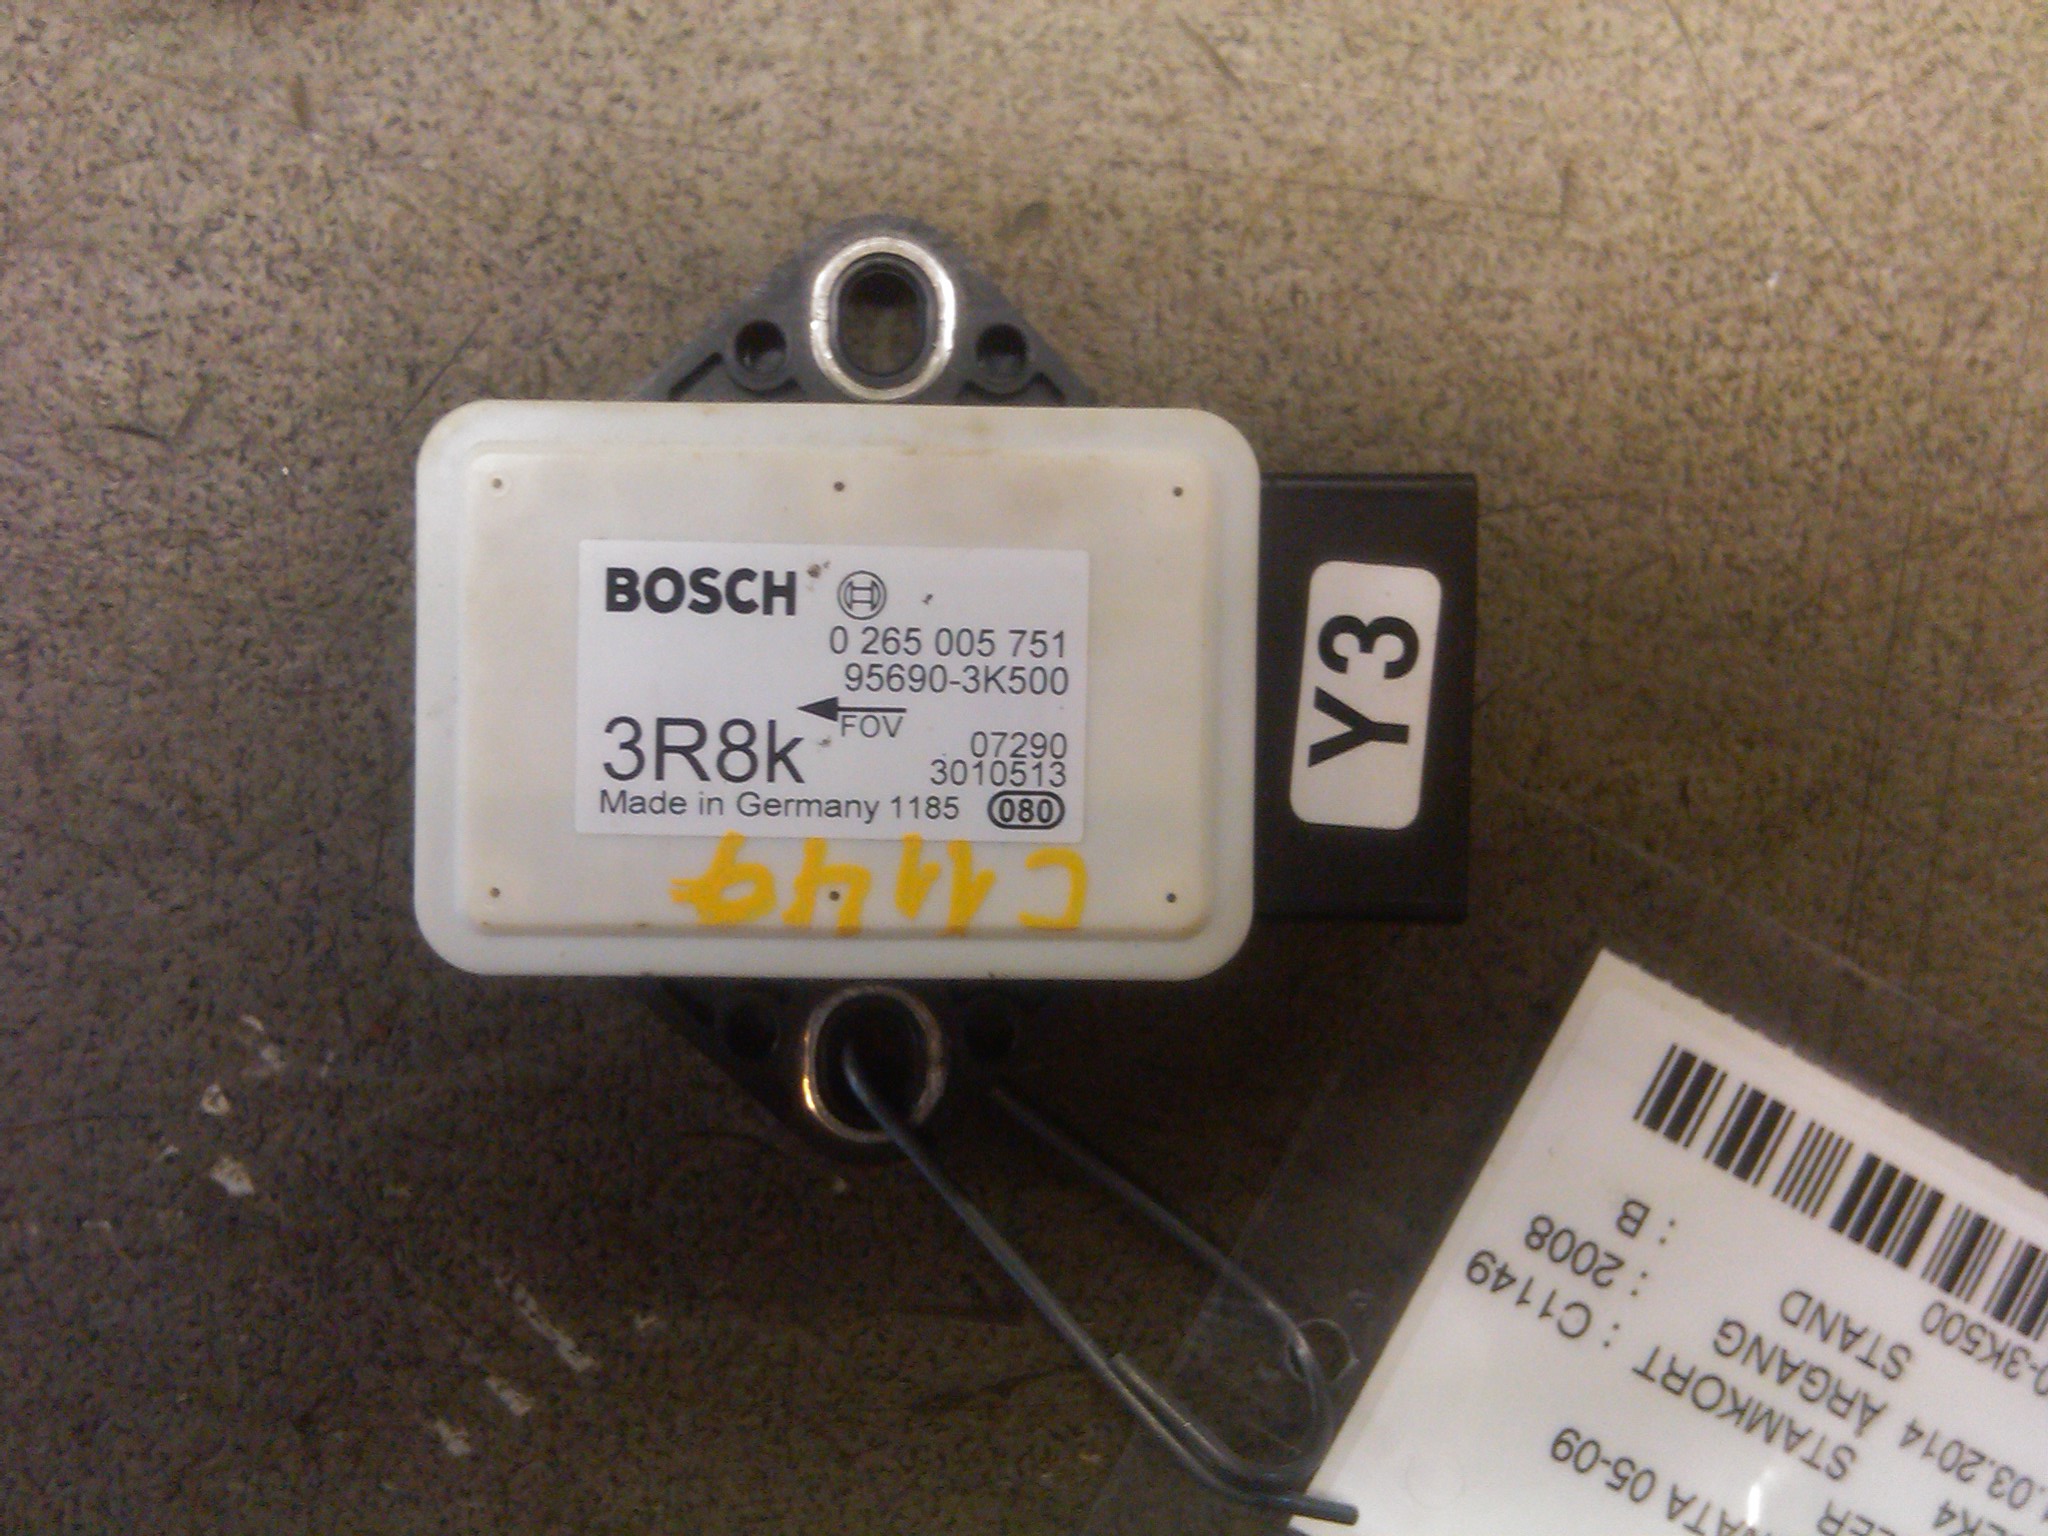 BOSCH
0 265 005 751
95690-3K500
FOV
3R8k
07290
3010513
Made in Germany 1185 080
Y3
C1149
: B
: 2008
STAMKORT : C1149
ÅRGANG
STAND
0-3K500
.03.2014
05-09